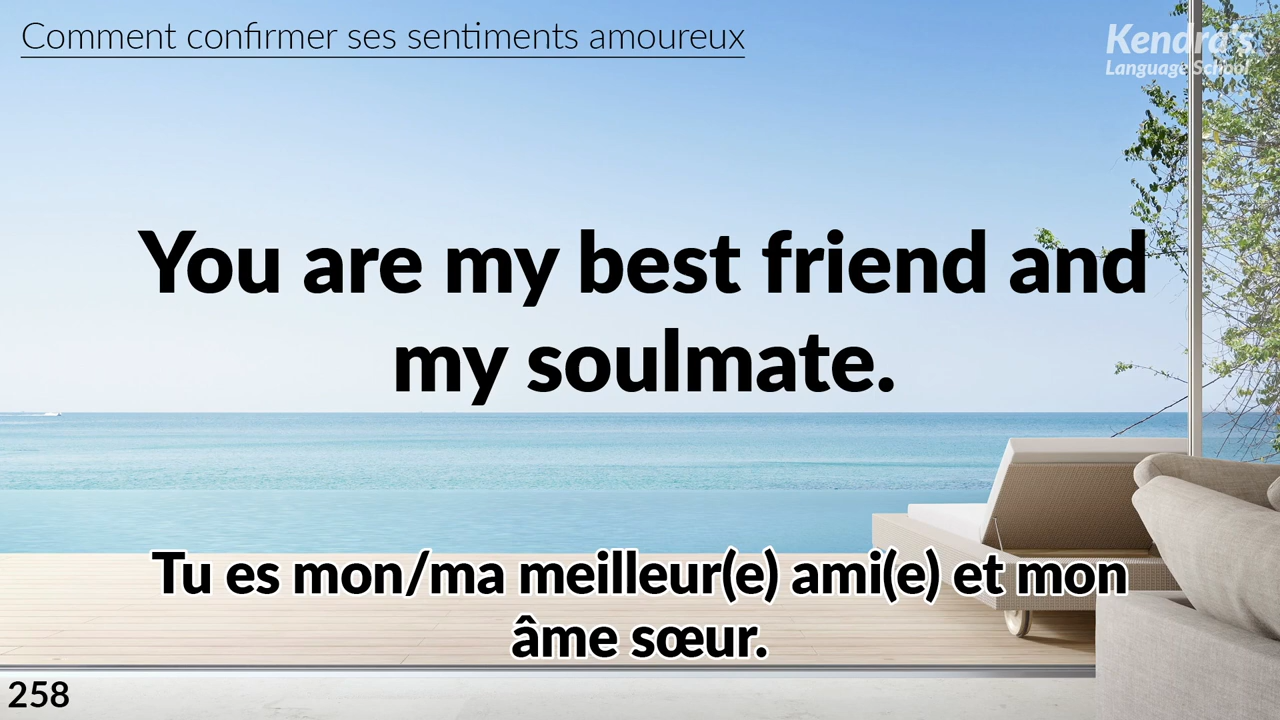 Comment confirmer ses sentiments amoureux
Kendra's
Language School
You are my best friend and
my soulmate.
Tu es mon/ma meilleur(e) ami(e) et mon
âme sœur.
258